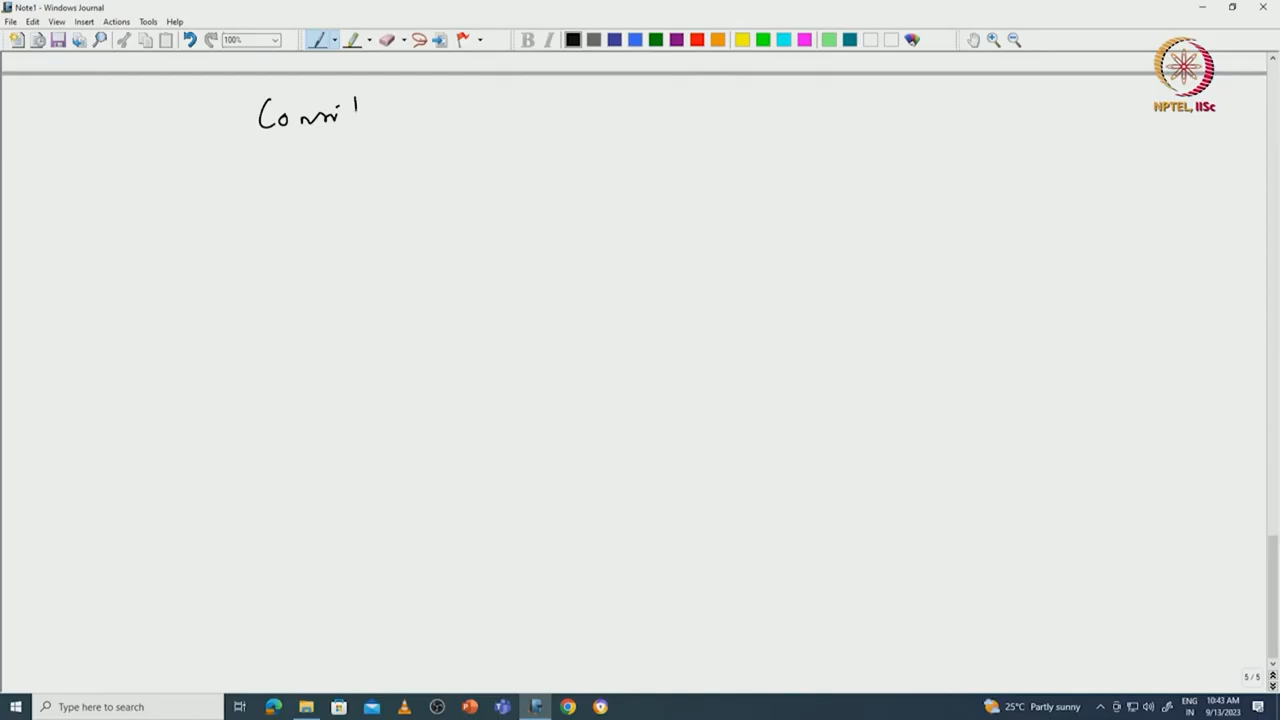 Note1 - Windows Journal
File Edit View Insert Actions Tools Help
100%
B I
NPTEL, IISc
Consi
5 / 5
Type here to search
25°C Partly sunny
ENG
IN
10:43 AM
9/13/2023